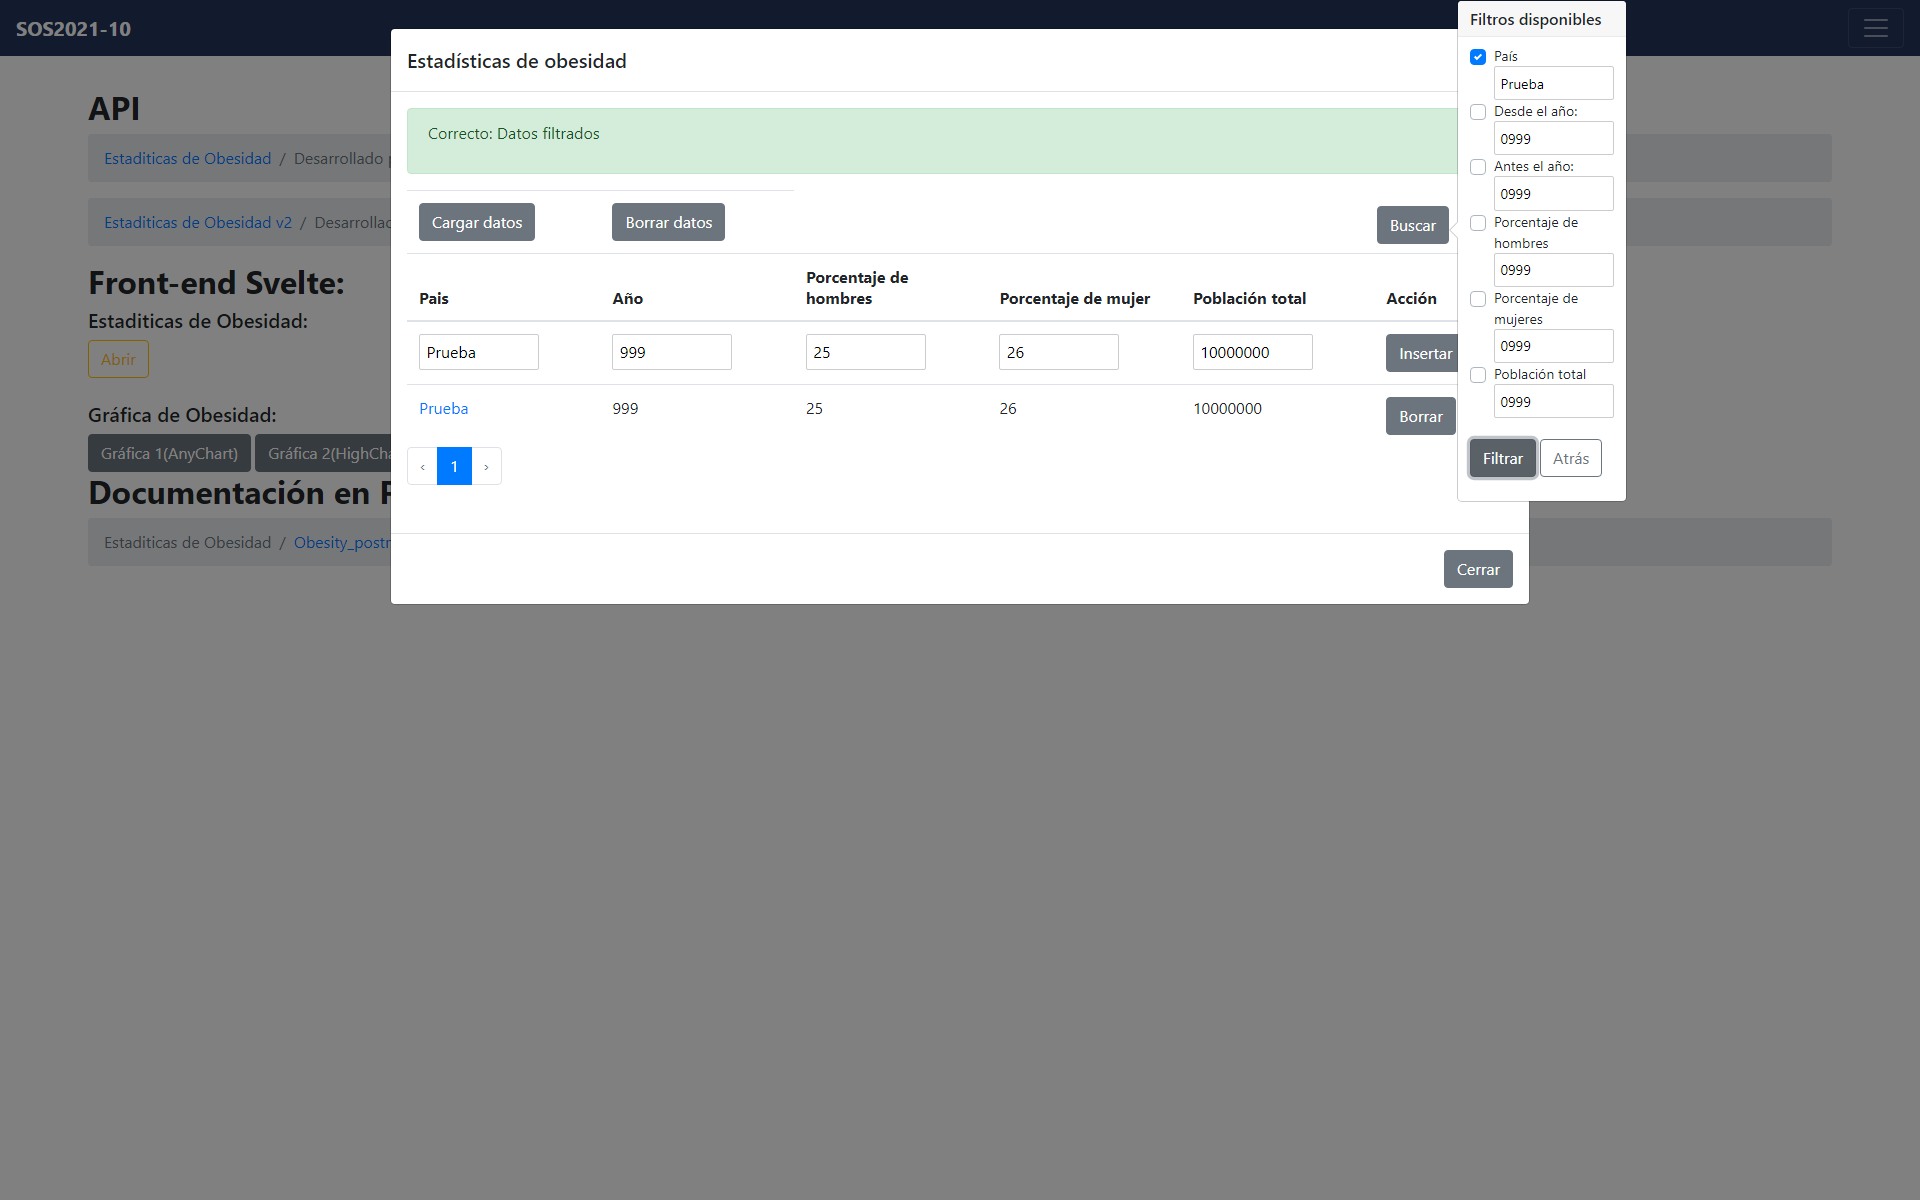 SOS2021-10
API
Estaditicas de Obesidad / Desarrollado
Estaditicas de Obesidad v2 / Desarrollado
Front-end Svelte:
Estaditicas de Obesidad:
Abrir
Gráfica de Obesidad:
Gráfica 1(AnyChart) Gráfica 2(HighCha
Documentación en
Estaditicas de Obesidad / Obesity_postr
Estadísticas de obesidad
Correcto: Datos filtrados
Cargar datos Borrar datos Buscar
Pais Año Porcentaje de hombres Porcentaje de mujer Población total Acción
Prueba 999 25 26 10000000 Insertar
Prueba 999 25 26 10000000 Borrar
‹ 1 ›
Cerrar
Filtros disponibles
País
Prueba
Desde el año:
0999
Antes el año:
0999
Porcentaje de
hombres
0999
Porcentaje de
mujeres
0999
Población total
0999
Filtrar Atrás